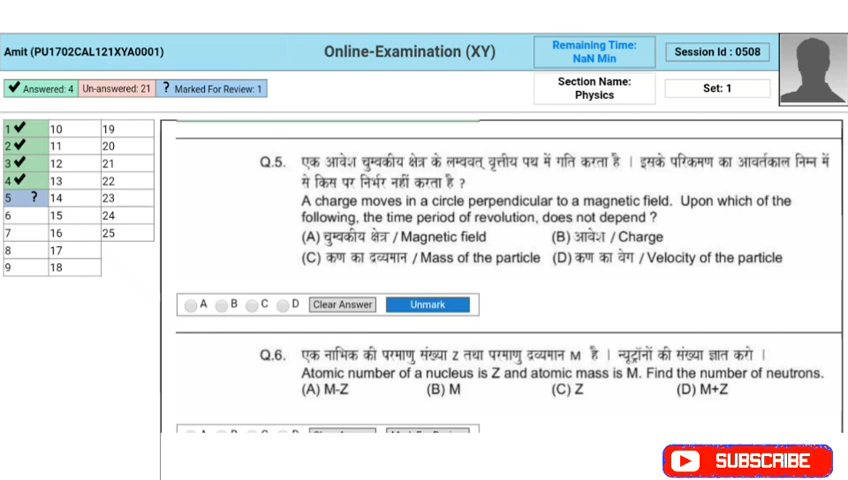 Amit (PU1702CAL121XYA0001)
Online-Examination (XY)
Remaining Time:
NaN Min
Session Id : 0508
Answered: 4
Un-answered: 21
? Marked For Review: 1
Section Name:
Physics
Set: 1
1 10 19
2 11 20
3 12 21
4 13 22
5 ? 14 23
6 15 24
7 16 25
8 17
9 18
Q.5. एक आवेश चुम्बकीय क्षेत्र के लम्बवत् वृत्तीय पथ में गति करता है । इसके परिकमण का आवर्तकाल निम्न में
से किस पर निर्भर नहीं करता है ?
A charge moves in a circle perpendicular to a magnetic field. Upon which of the
following, the time period of revolution, does not depend ?
(A) चुम्बकीय क्षेत्र / Magnetic field (B) आवेश / Charge
(C) कण का द्रव्यमान / Mass of the particle (D) कण का वेग / Velocity of the particle
A B C D Clear Answer Unmark
Q.6. एक नाभिक की परमाणु संख्या Z तथा परमाणु द्रव्यमान M है । न्यूट्रॉनों की संख्या ज्ञात करो ।
Atomic number of a nucleus is Z and atomic mass is M. Find the number of neutrons.
(A) M-Z (B) M (C) Z (D) M+Z
SUBSCRIBE